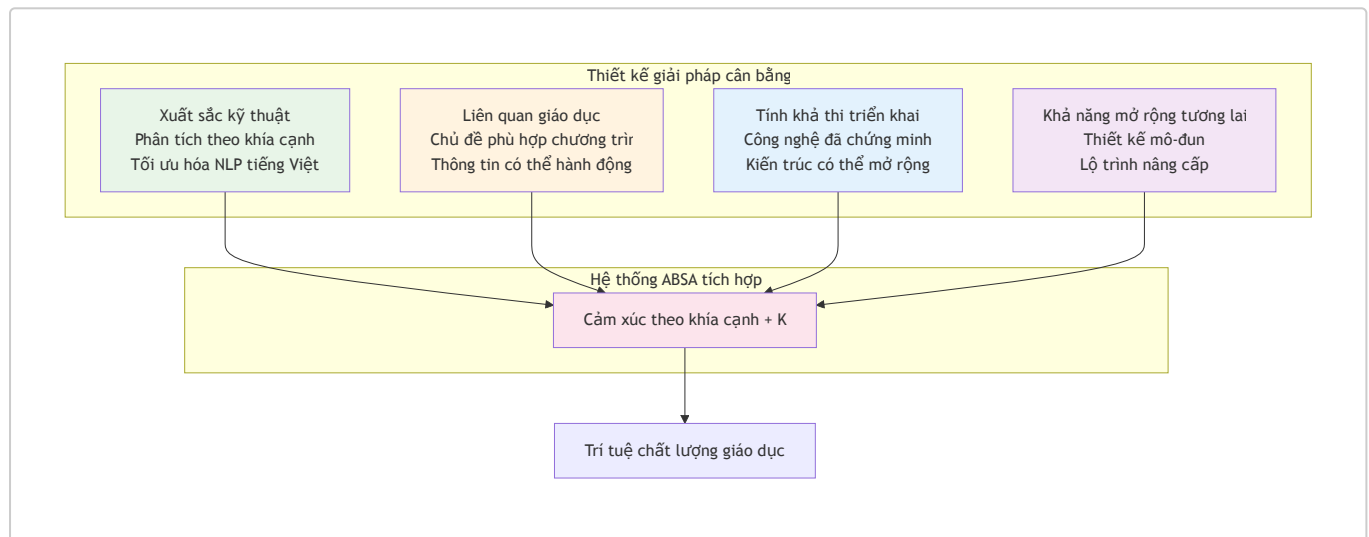 Thiết kế giải pháp cân bằng
Xuất sắc kỹ thuật
Phân tích theo khía cạnh
Tối ưu hóa NLP tiếng Việt
Liên quan giáo dục
Chủ đề phù hợp chương trìr
Thông tin có thể hành động
Tính khả thi triển khai
Công nghệ đã chứng minh
Kiến trúc có thể mở rộng
Khả năng mở rộng tương lai
Thiết kế mô-đun
Lộ trình nâng cấp
Hệ thống ABSA tích hợp
Cảm xúc theo khía cạnh + K
Trí tuệ chất lượng giáo dục